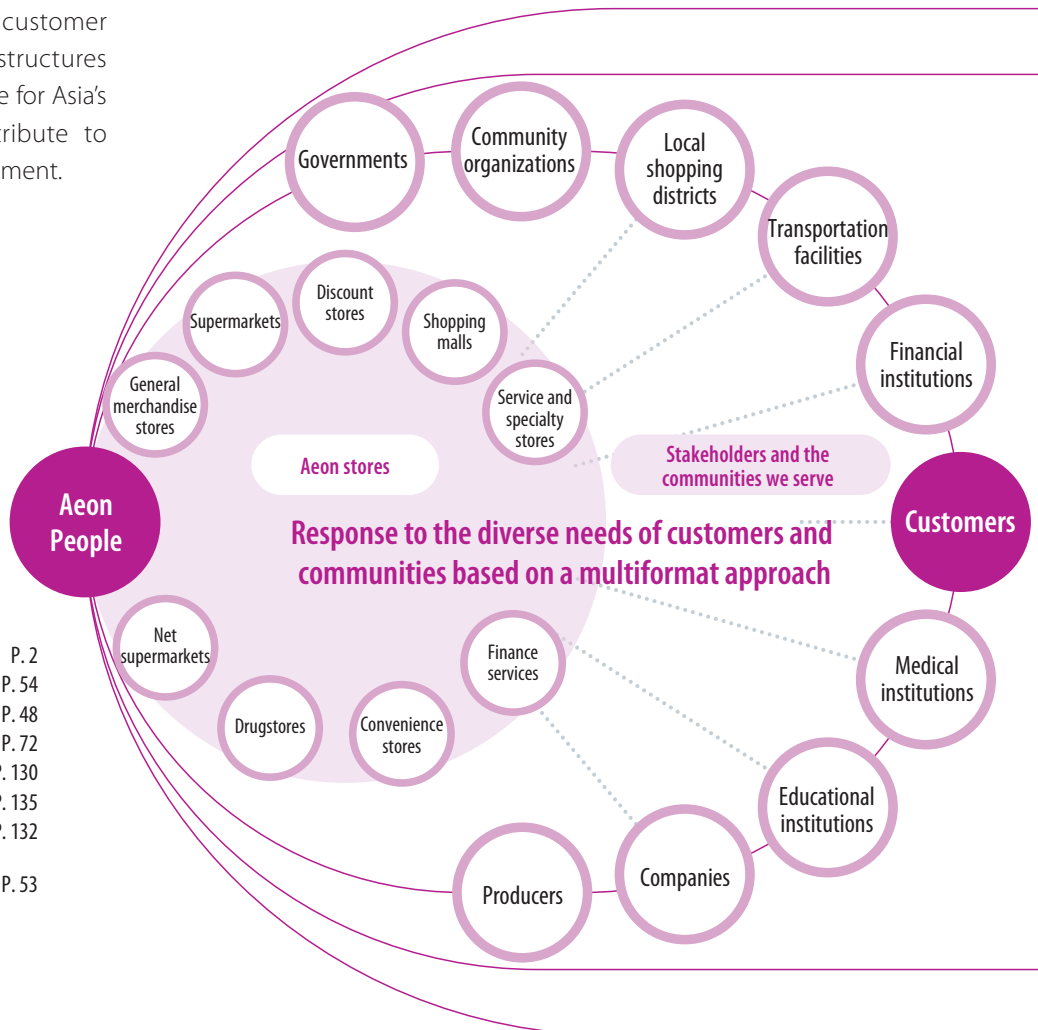 customer
structures
e for Asia's
tribute to
ment.
Governments
Community
organizations
Local
shopping
districts
Transportation
facilities
Financial
institutions
Customers
Medical
institutions
Educational
institutions
Companies
Producers
Discount
stores
Supermarkets
Shopping
malls
General
merchandise
stores
Service and
specialty
stores
Aeon stores
Stakeholders and the
communities we serve
Aeon
People
Response to the diverse needs of customers and
communities based on a multiformat approach
Net
supermarkets
Finance
services
Drugstores
Convenience
stores
P. 2
P. 54
P. 48
P. 72
P. 130
P. 135
P. 132
P. 53